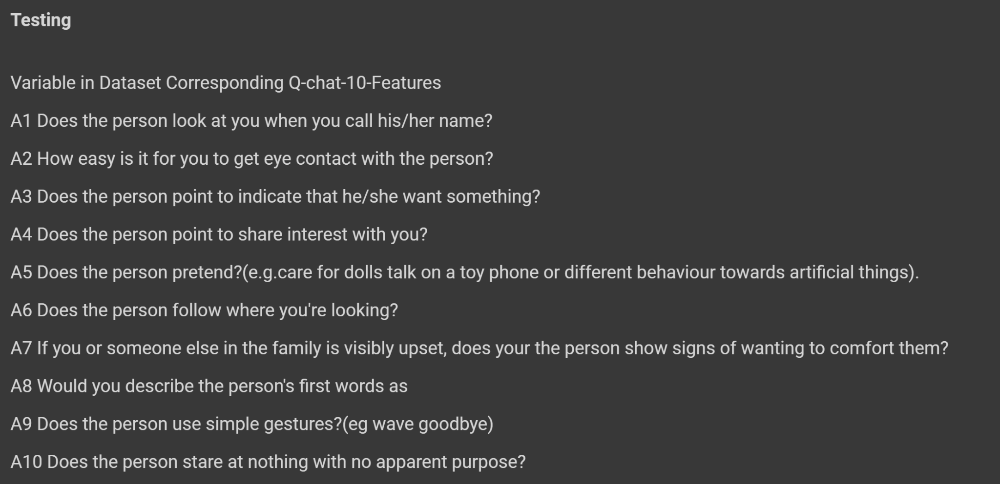 Testing
Variable in Dataset Corresponding Q-chat-10-Features
A1 Does the person look at you when you call his/her name?
A2 How easy is it for you to get eye contact with the person?
A3 Does the person point to indicate that he/she want something?
A4 Does the person point to share interest with you?
A5 Does the person pretend?(e.g.care for dolls talk on a toy phone or different behaviour towards artificial things).
A6 Does the person follow where you're looking?
A7 If you or someone else in the family is visibly upset, does your the person show signs of wanting to comfort them?
A8 Would you describe the person's first words as
A9 Does the person use simple gestures?(eg wave goodbye)
A10 Does the person stare at nothing with no apparent purpose?